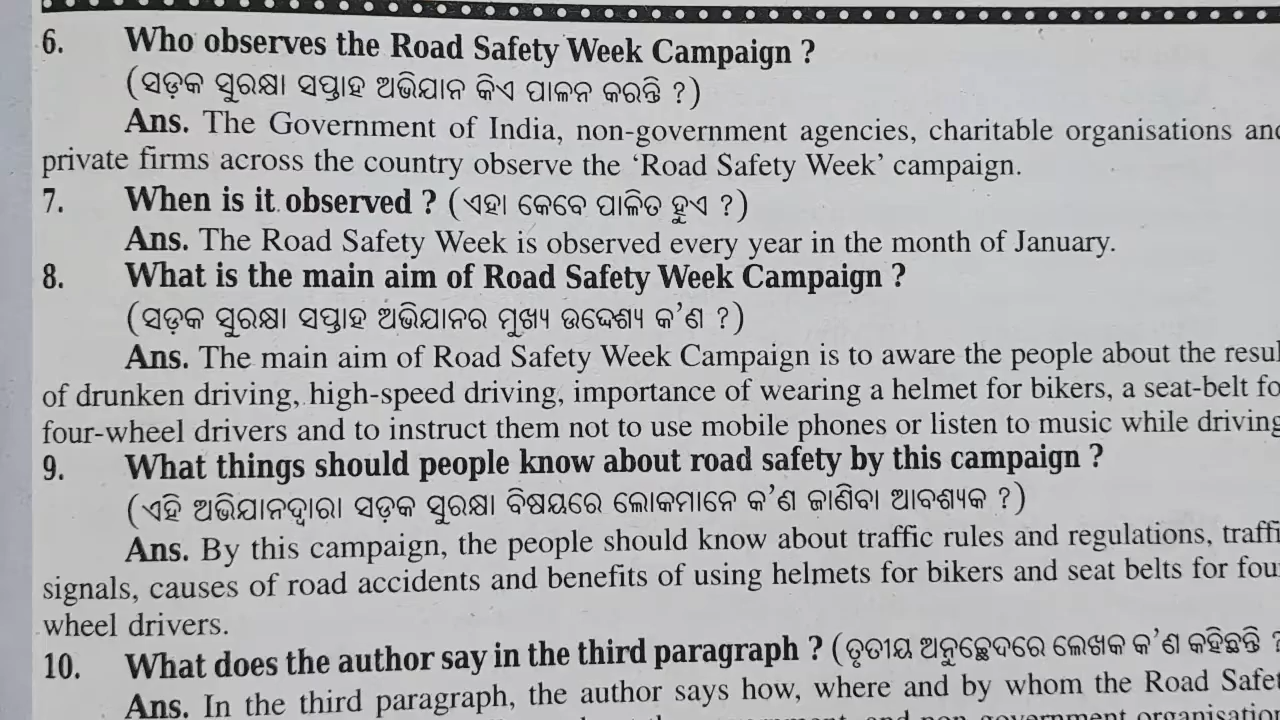 6. Who observes the Road Safety Week Campaign ?
(ସଡ଼କ ସୁରକ୍ଷା ସପ୍ତାହ ଅଭିଯାନ କିଏ ପାଳନ କରନ୍ତି ?)
Ans. The Government of India, non-government agencies, charitable organisations
private firms across the country observe the ‘Road Safety Week’ campaign.
7. When is it observed ? (ଏହା କେବେ ପାଳିତ ହୁଏ ?)
Ans. The Road Safety Week is observed every year in the month of January.
8. What is the main aim of Road Safety Week Campaign ?
(ସଡ଼କ ସୁରକ୍ଷା ସପ୍ତାହ ଅଭିଯାନର ମୁଖ୍ୟ ଉଦ୍ଦେଶ୍ୟ କ’ଣ ?)
Ans. The main aim of Road Safety Week Campaign is to aware the people about the
of drunken driving, high-speed driving, importance of wearing a helmet for bikers, a seat-belt
four-wheel drivers and to instruct them not to use mobile phones or listen to music while driving
9. What things should people know about road safety by this campaign ?
(ଏହି ଅଭିଯାନଦ୍ୱାରା ସଡ଼କ ସୁରକ୍ଷା ବିଷୟରେ ଲୋକମାନେ କ’ଣ ଜାଣିବା ଆବଶ୍ୟକ ?)
Ans. By this campaign, the people should know about traffic rules and regulations,
signals, causes of road accidents and benefits of using helmets for bikers and seat belts for
wheel drivers.
10. What does the author say in the third paragraph ? (ତୃତୀୟ ଅନୁଚ୍ଛେଦରେ ଲେଖକ କ’ଣ କହିଛନ୍ତି ?
Ans. In the third paragraph, the author says how, where and by whom the Road